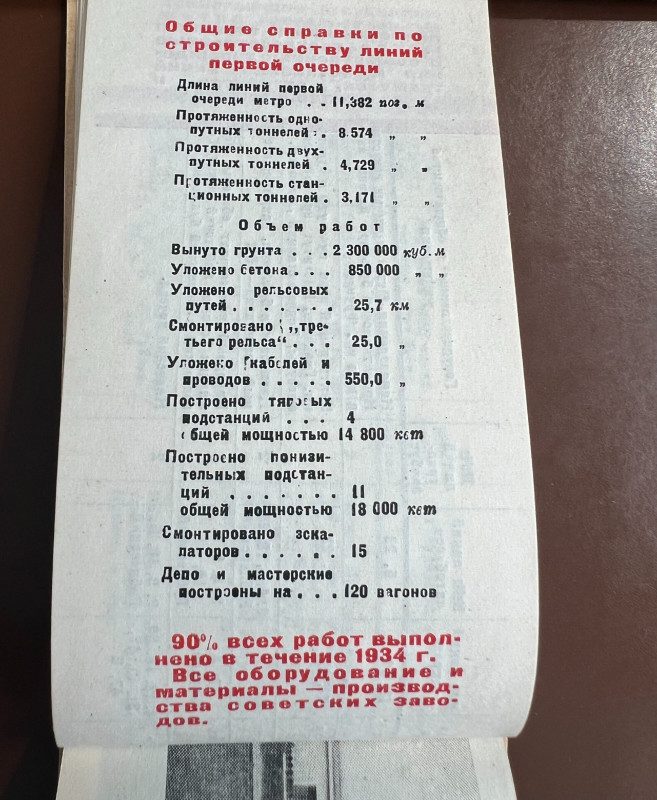 Общие справки по
строительству линий
первой очереди
Длина линий первой
очереди метро . . 11,382 пог. м
Протяженность одно-
путных тоннелей . . 8.574 „ „
Протяженность двух-
путных тоннелей . 4,729 „ „
Протяженность стан-
ционных тоннелей . 3,171 „ „
Объем работ
Вынуто грунта . . . 2 300 000 куб. м
Уложено бетона . . . 850 000 „ „
Уложено рельсовых
путей . . . . . . . 25,7 км
Смонтировано „тре-
тьего рельса“ . . . 25,0 „
Уложено кабелей и
проводов . . . . . 550,0 „
Построено тяговых
подстанций . . . 4
общей мощностью 14 800 квт
Построено понизи-
тельных подстан-
ций . . . . . . . 11
общей мощностью 18 000 квт
Смонтировано эска-
латоров . . . . . . 15
Депо и мастерские
построены на . . . 120 вагонов
90% всех работ выпол-
нено в течение 1934 г.
Все оборудование и
материалы — производ-
ства советских заво-
дов.